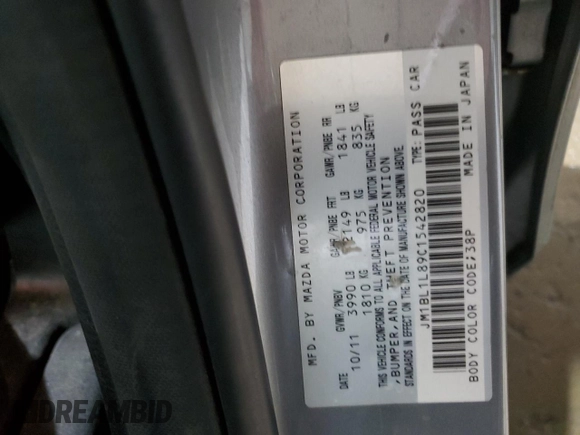 MFD. BY MAZDA MOTOR CORPORATION
DATE GVWR/PNBV GAWR/PNBE FRT GAWR/PNBE RR
10/11 3990 LB 2149 LB 1841 LB
1810 KG 975 KG 835 KG
THIS VEHICLE CONFORMS TO ALL APPLICABLE FEDERAL MOTOR VEHICLE SAFETY
,BUMPER,AND THEFT PREVENTION
STANDARDS IN EFFECT ON THE DATE OF MANUFACTURE SHOWN ABOVE.
JM1BL1L89C1542820 TYPE: PASS CAR
BODY COLOR CODE;38P MADE IN JAPAN
IDREAMBID